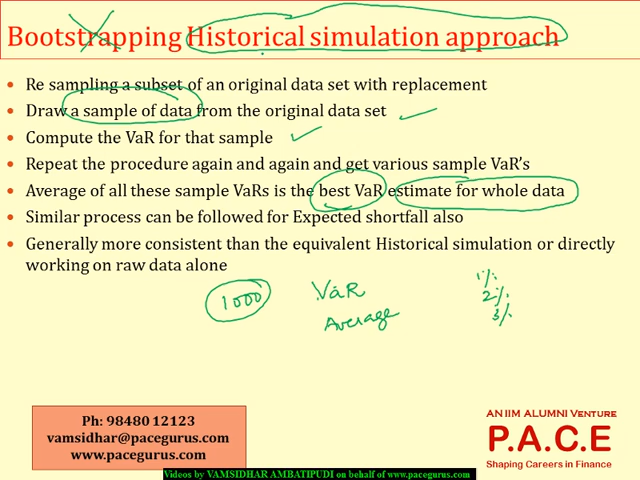 Bootstrapping Historical simulation approach
Re sampling a subset of an original data set with replacement
Draw a sample of data from the original data set
Compute the VaR for that sample
Repeat the procedure again and again and get various sample VaR's
Average of all these sample VaRs is the best VaR estimate for whole data
Similar process can be followed for Expected shortfall also
Generally more consistent than the equivalent Historical simulation or directly
working on raw data alone
1000 VaR 1%
2%
Average 3%
Ph: 98480 12123
vamsidhar@pacegurus.com
www.pacegurus.com
AN IIM ALUMNI VENTURE
P.A.C.E
Shaping Careers in Finance
Videos by VAMSIDHAR AMBATIPUDI on behalf of www.pacegurus.com